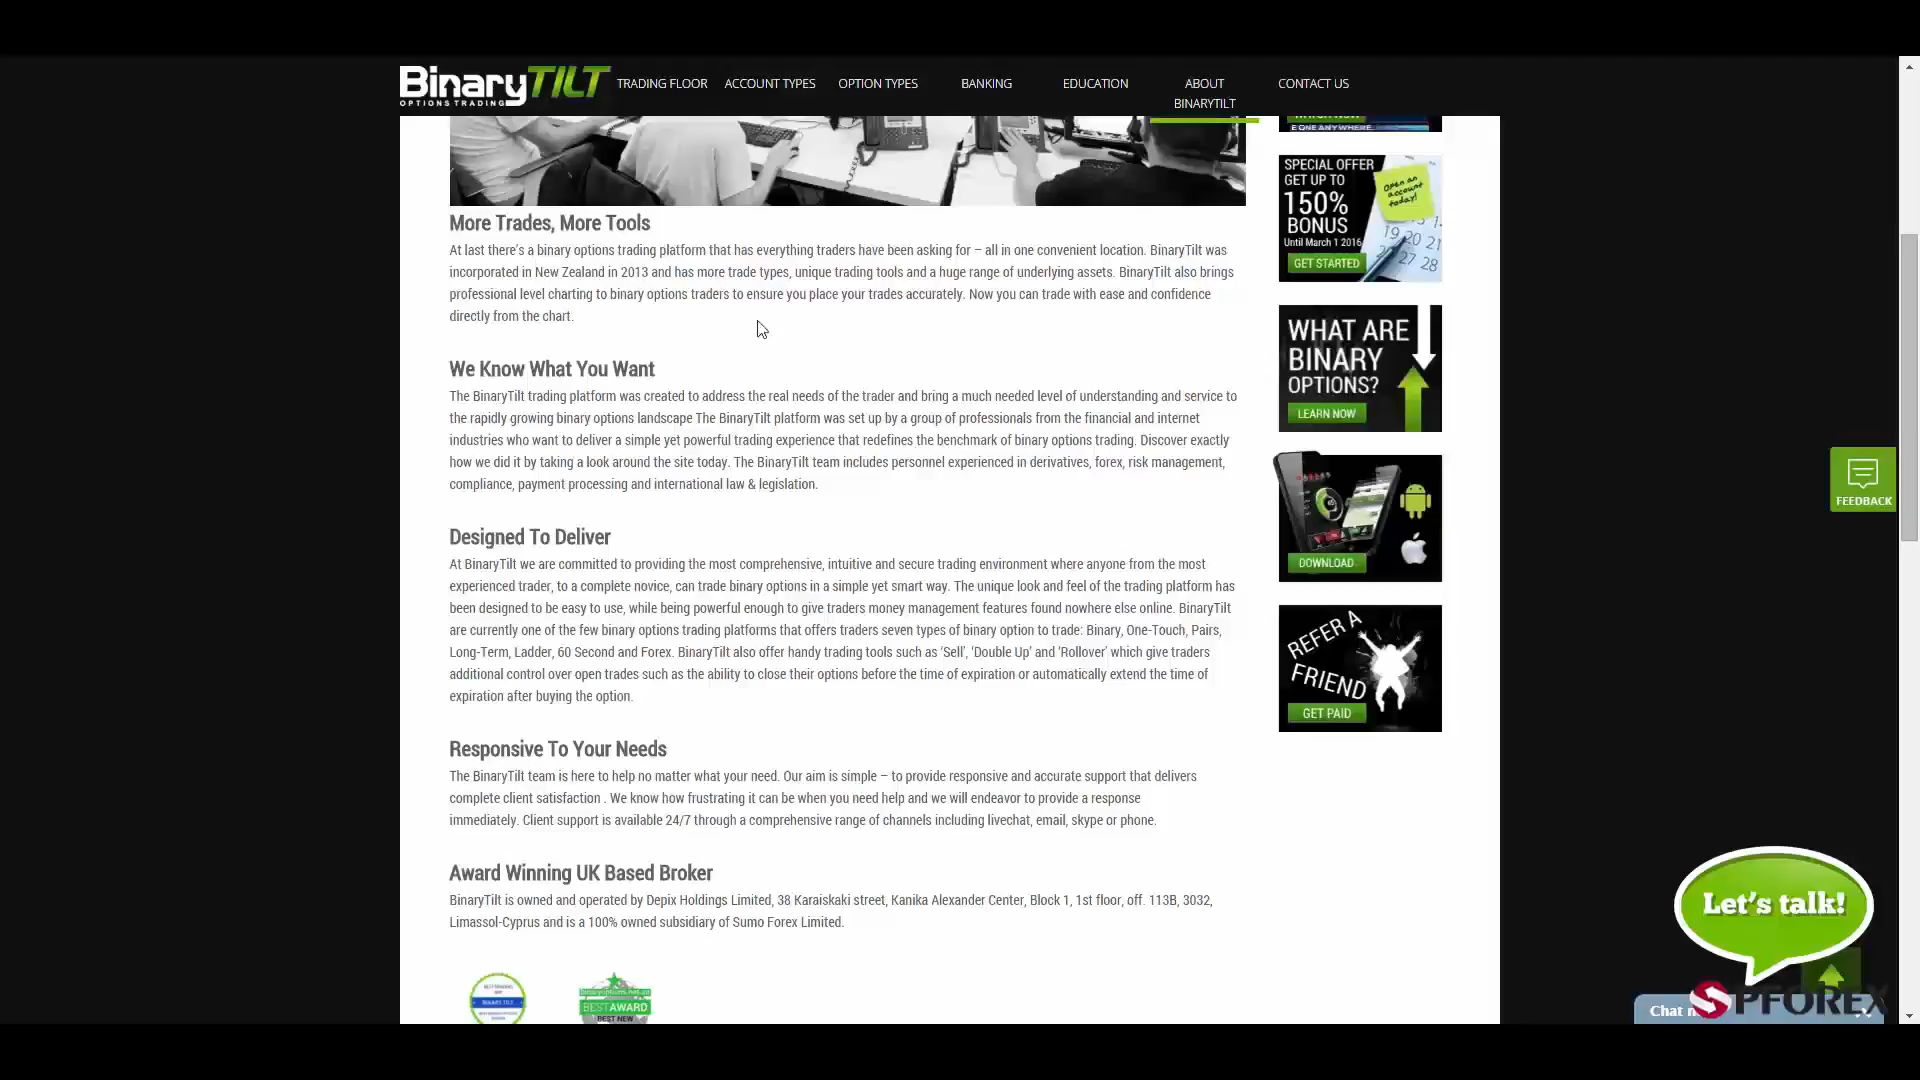 BinaryTILT
OPTIONS TRADING
TRADING FLOOR
ACCOUNT TYPES
OPTION TYPES
BANKING
EDUCATION
ABOUT
BINARYTILT
CONTACT US
More Trades, More Tools
At last there's a binary options trading platform that has everything traders have been asking for – all in one convenient location. BinaryTilt was
incorporated in New Zealand in 2013 and has more trade types, unique trading tools and a huge range of underlying assets. BinaryTilt also brings
professional level charting to binary options traders to ensure you place your trades accurately. Now you can trade with ease and confidence
directly from the chart.
We Know What You Want
The BinaryTilt trading platform was created to address the real needs of the trader and bring a much needed level of understanding and service to
the rapidly growing binary options landscape The BinaryTilt platform was set up by a group of professionals from the financial and internet
industries who want to deliver a simple yet powerful trading experience that redefines the benchmark of binary options trading. Discover exactly
how we did it by taking a look around the site today. The BinaryTilt team includes personnel experienced in derivatives, forex, risk management,
compliance, payment processing and international law & legislation.
Designed To Deliver
At BinaryTilt we are committed to providing the most comprehensive, intuitive and secure trading environment where anyone from the most
experienced trader, to a complete novice, can trade binary options in a simple yet smart way. The unique look and feel of the trading platform has
been designed to be easy to use, while being powerful enough to give traders money management features found nowhere else online. BinaryTilt
are currently one of the few binary options trading platforms that offers traders seven types of binary option to trade: Binary, One-Touch, Pairs,
Long-Term, Ladder, 60 Second and Forex. BinaryTilt also offer handy trading tools such as 'Sell', 'Double Up' and 'Rollover' which give traders
additional control over open trades such as the ability to close their options before the time of expiration or automatically extend the time of
expiration after buying the option.
Responsive To Your Needs
The BinaryTilt team is here to help no matter what your need. Our aim is simple – to provide responsive and accurate support that delivers
complete client satisfaction . We know how frustrating it can be when you need help and we will endeavor to provide a response
immediately. Client support is available 24/7 through a comprehensive range of channels including livechat, email, skype or phone.
Award Winning UK Based Broker
BinaryTilt is owned and operated by Depix Holdings Limited, 38 Karaiskaki street, Kanika Alexander Center, Block 1, 1st floor, off. 113B, 3032,
Limassol-Cyprus and is a 100% owned subsidiary of Sumo Forex Limited.
BINARY TILT
BEST AWARD
BEST NEW
E ONE ANYWHERE.
SPECIAL OFFER
GET UP TO
150%
BONUS
Until March 1 2016
GET STARTED
Open an
account
today!
19 20 21
27 28
WHAT ARE
BINARY
OPTIONS?
LEARN NOW
DOWNLOAD
REFER A
FRIEND
GET PAID
FEEDBACK
Let's talk!
Chat
SPFOREX